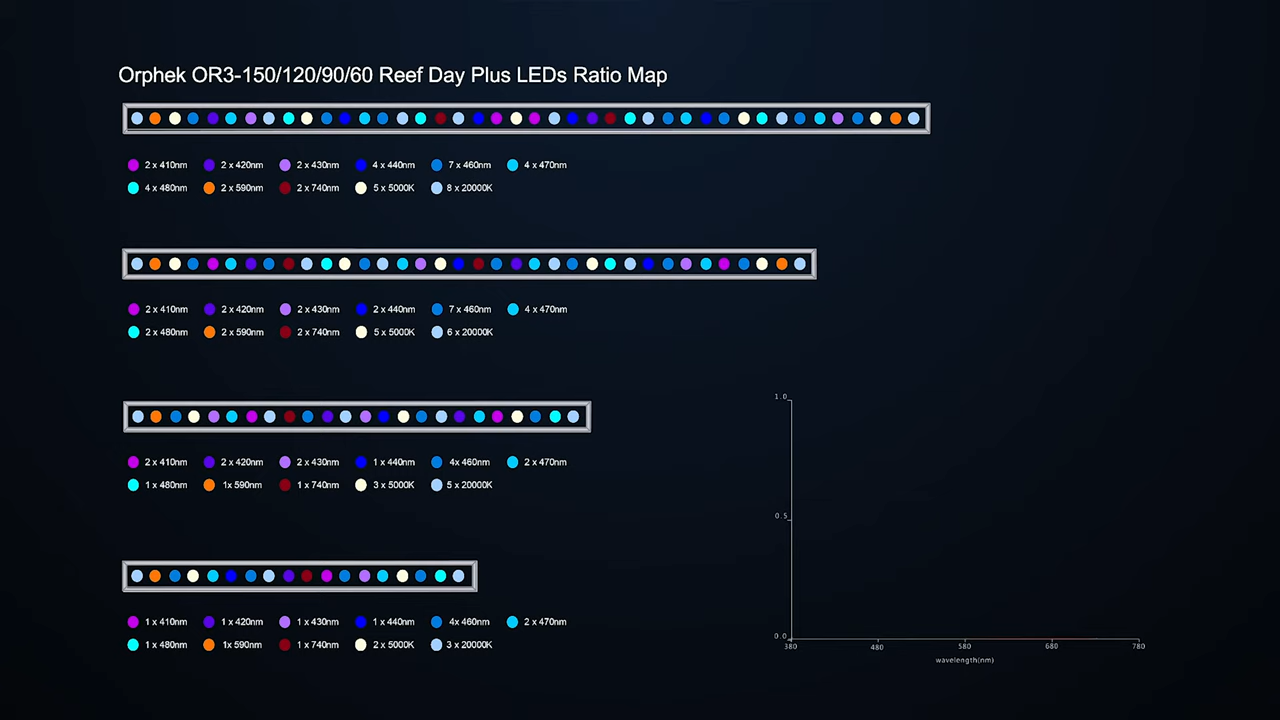 Orphek OR3-150/120/90/60 Reef Day Plus LEDs Ratio Map
2 x 410nm 2 x 420nm 2 x 430nm 4 x 440nm 7 x 460nm 4 x 470nm
4 x 480nm 2 x 590nm 2 x 740nm 5 x 5000K 8 x 20000K
2 x 410nm 2 x 420nm 2 x 430nm 2 x 440nm 7 x 460nm 4 x 470nm
2 x 480nm 2 x 590nm 2 x 740nm 5 x 5000K 6 x 20000K
2 x 410nm 2 x 420nm 2 x 430nm 1 x 440nm 4x 460nm 2 x 470nm
1 x 480nm 1x 590nm 1 x 740nm 3 x 5000K 5 x 20000K
1 x 410nm 1 x 420nm 1 x 430nm 1 x 440nm 4x 460nm 2 x 470nm
1 x 480nm 1x 590nm 1 x 740nm 2 x 5000K 3 x 20000K
1.0
0.5
0.0
380 480 580 680 780
wavelength(nm)